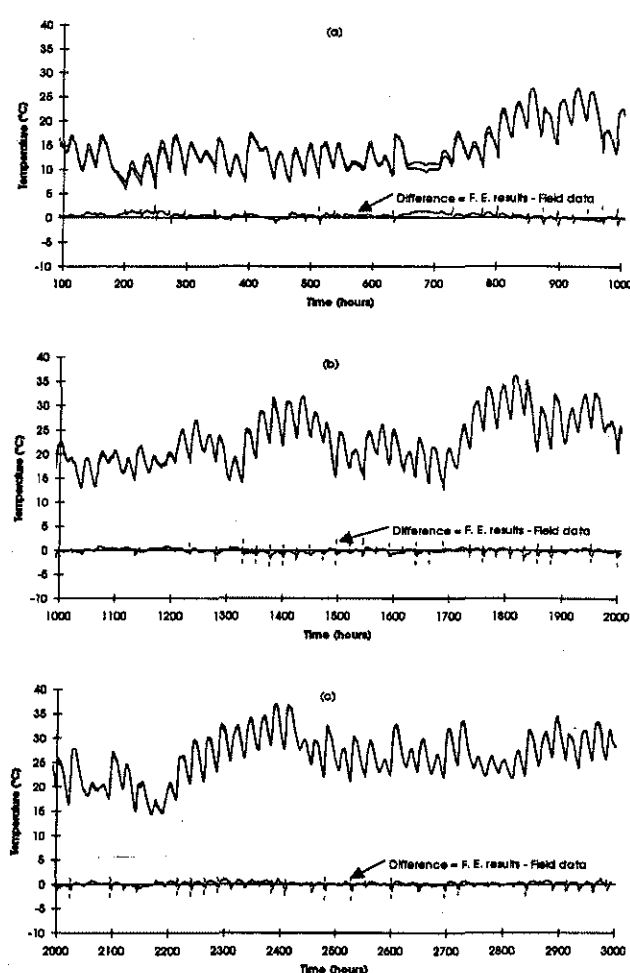 (a)
Temperature (°C)
40
35
30
25
20
15
10
5
0
-5
-10
Difference = F. E. results - Field data
100 200 300 400 500 600 700 800 900 1000
Time (hours)
(b)
Temperature (°C)
40
35
30
25
20
15
10
5
0
-5
-10
Difference = F. E. results - Field data
1000 1100 1200 1300 1400 1500 1600 1700 1800 1900 2000
Time (hours)
(c)
Temperature (°C)
40
35
30
25
20
15
10
5
0
-5
-10
Difference = F. E. results - Field data
2000 2100 2200 2300 2400 2500 2600 2700 2800 2900 3000
Time (hours)